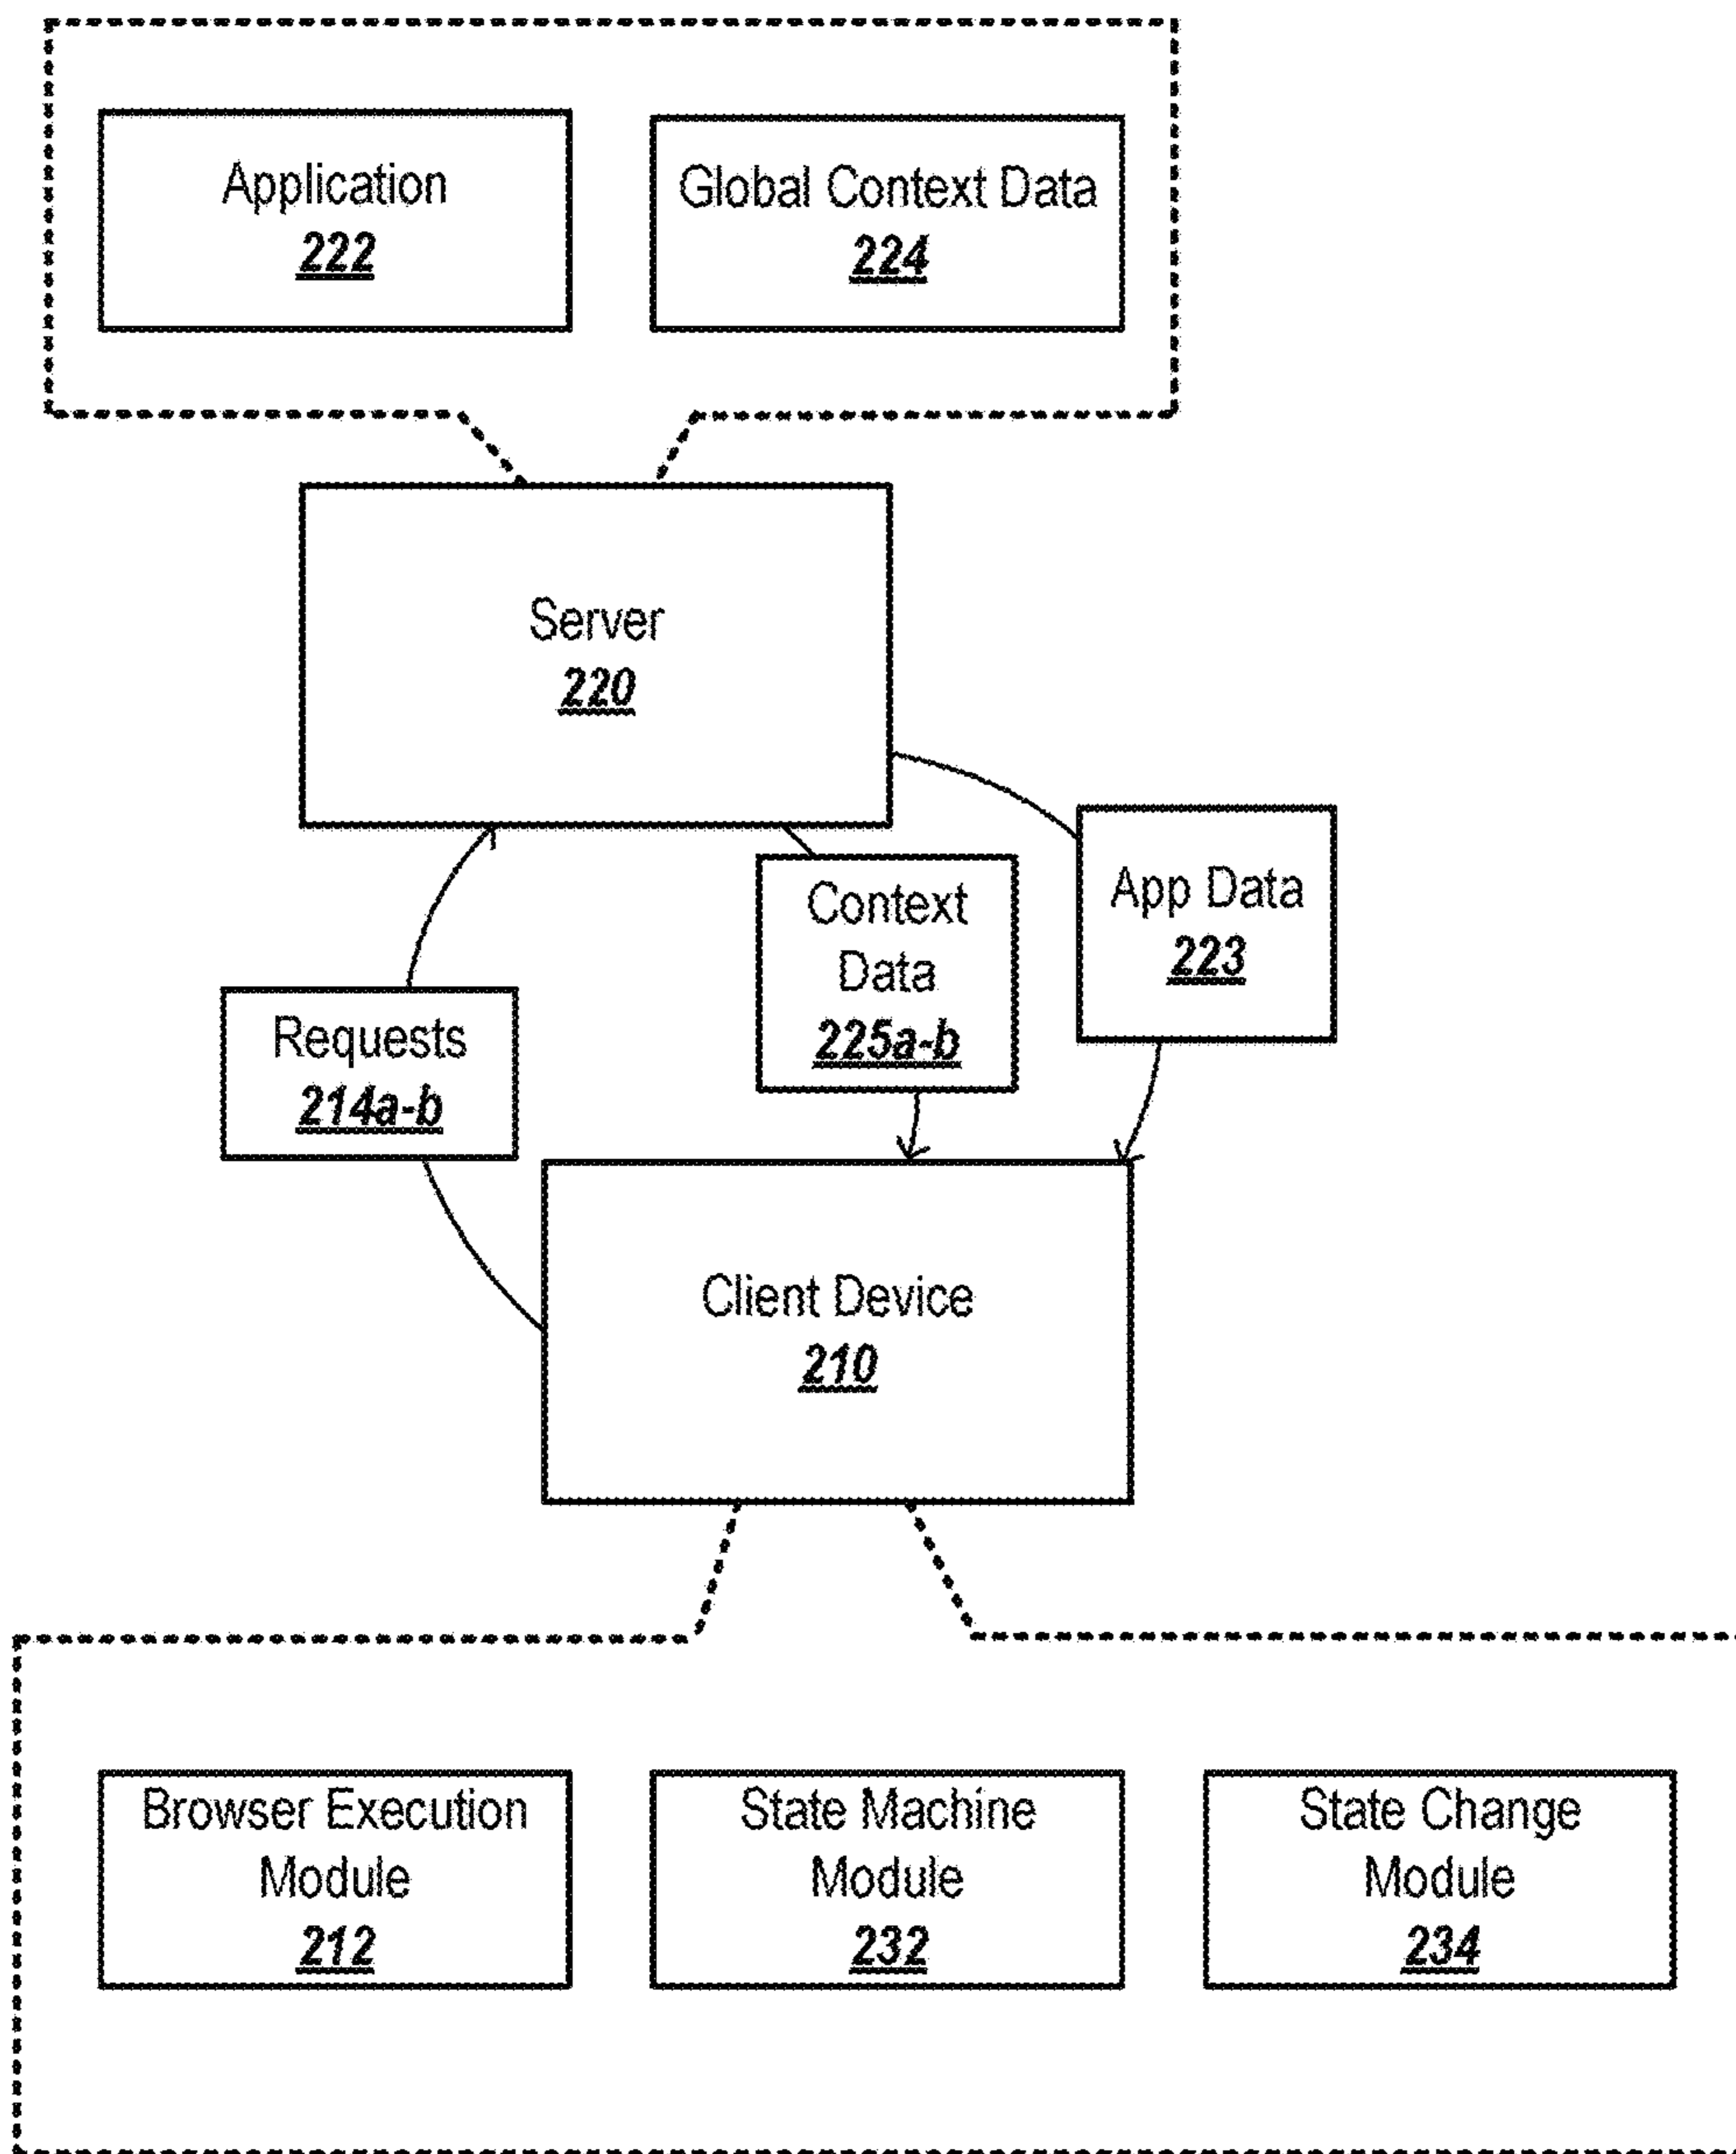 Application
222
Global Context Data
224
Server
220
Context
Data
225a-b
App Data
223
Requests
214a-b
Client Device
210
Browser Execution
Module
212
State Machine
Module
232
State Change
Module
234